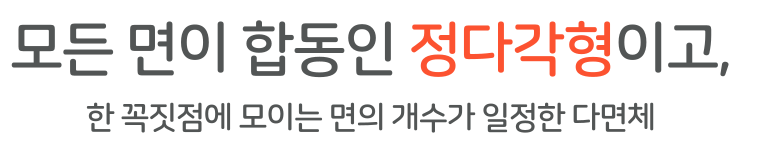 모든 면이 합동인 정다각형이고,
한 꼭짓점에 모이는 면의 개수가 일정한 다면체